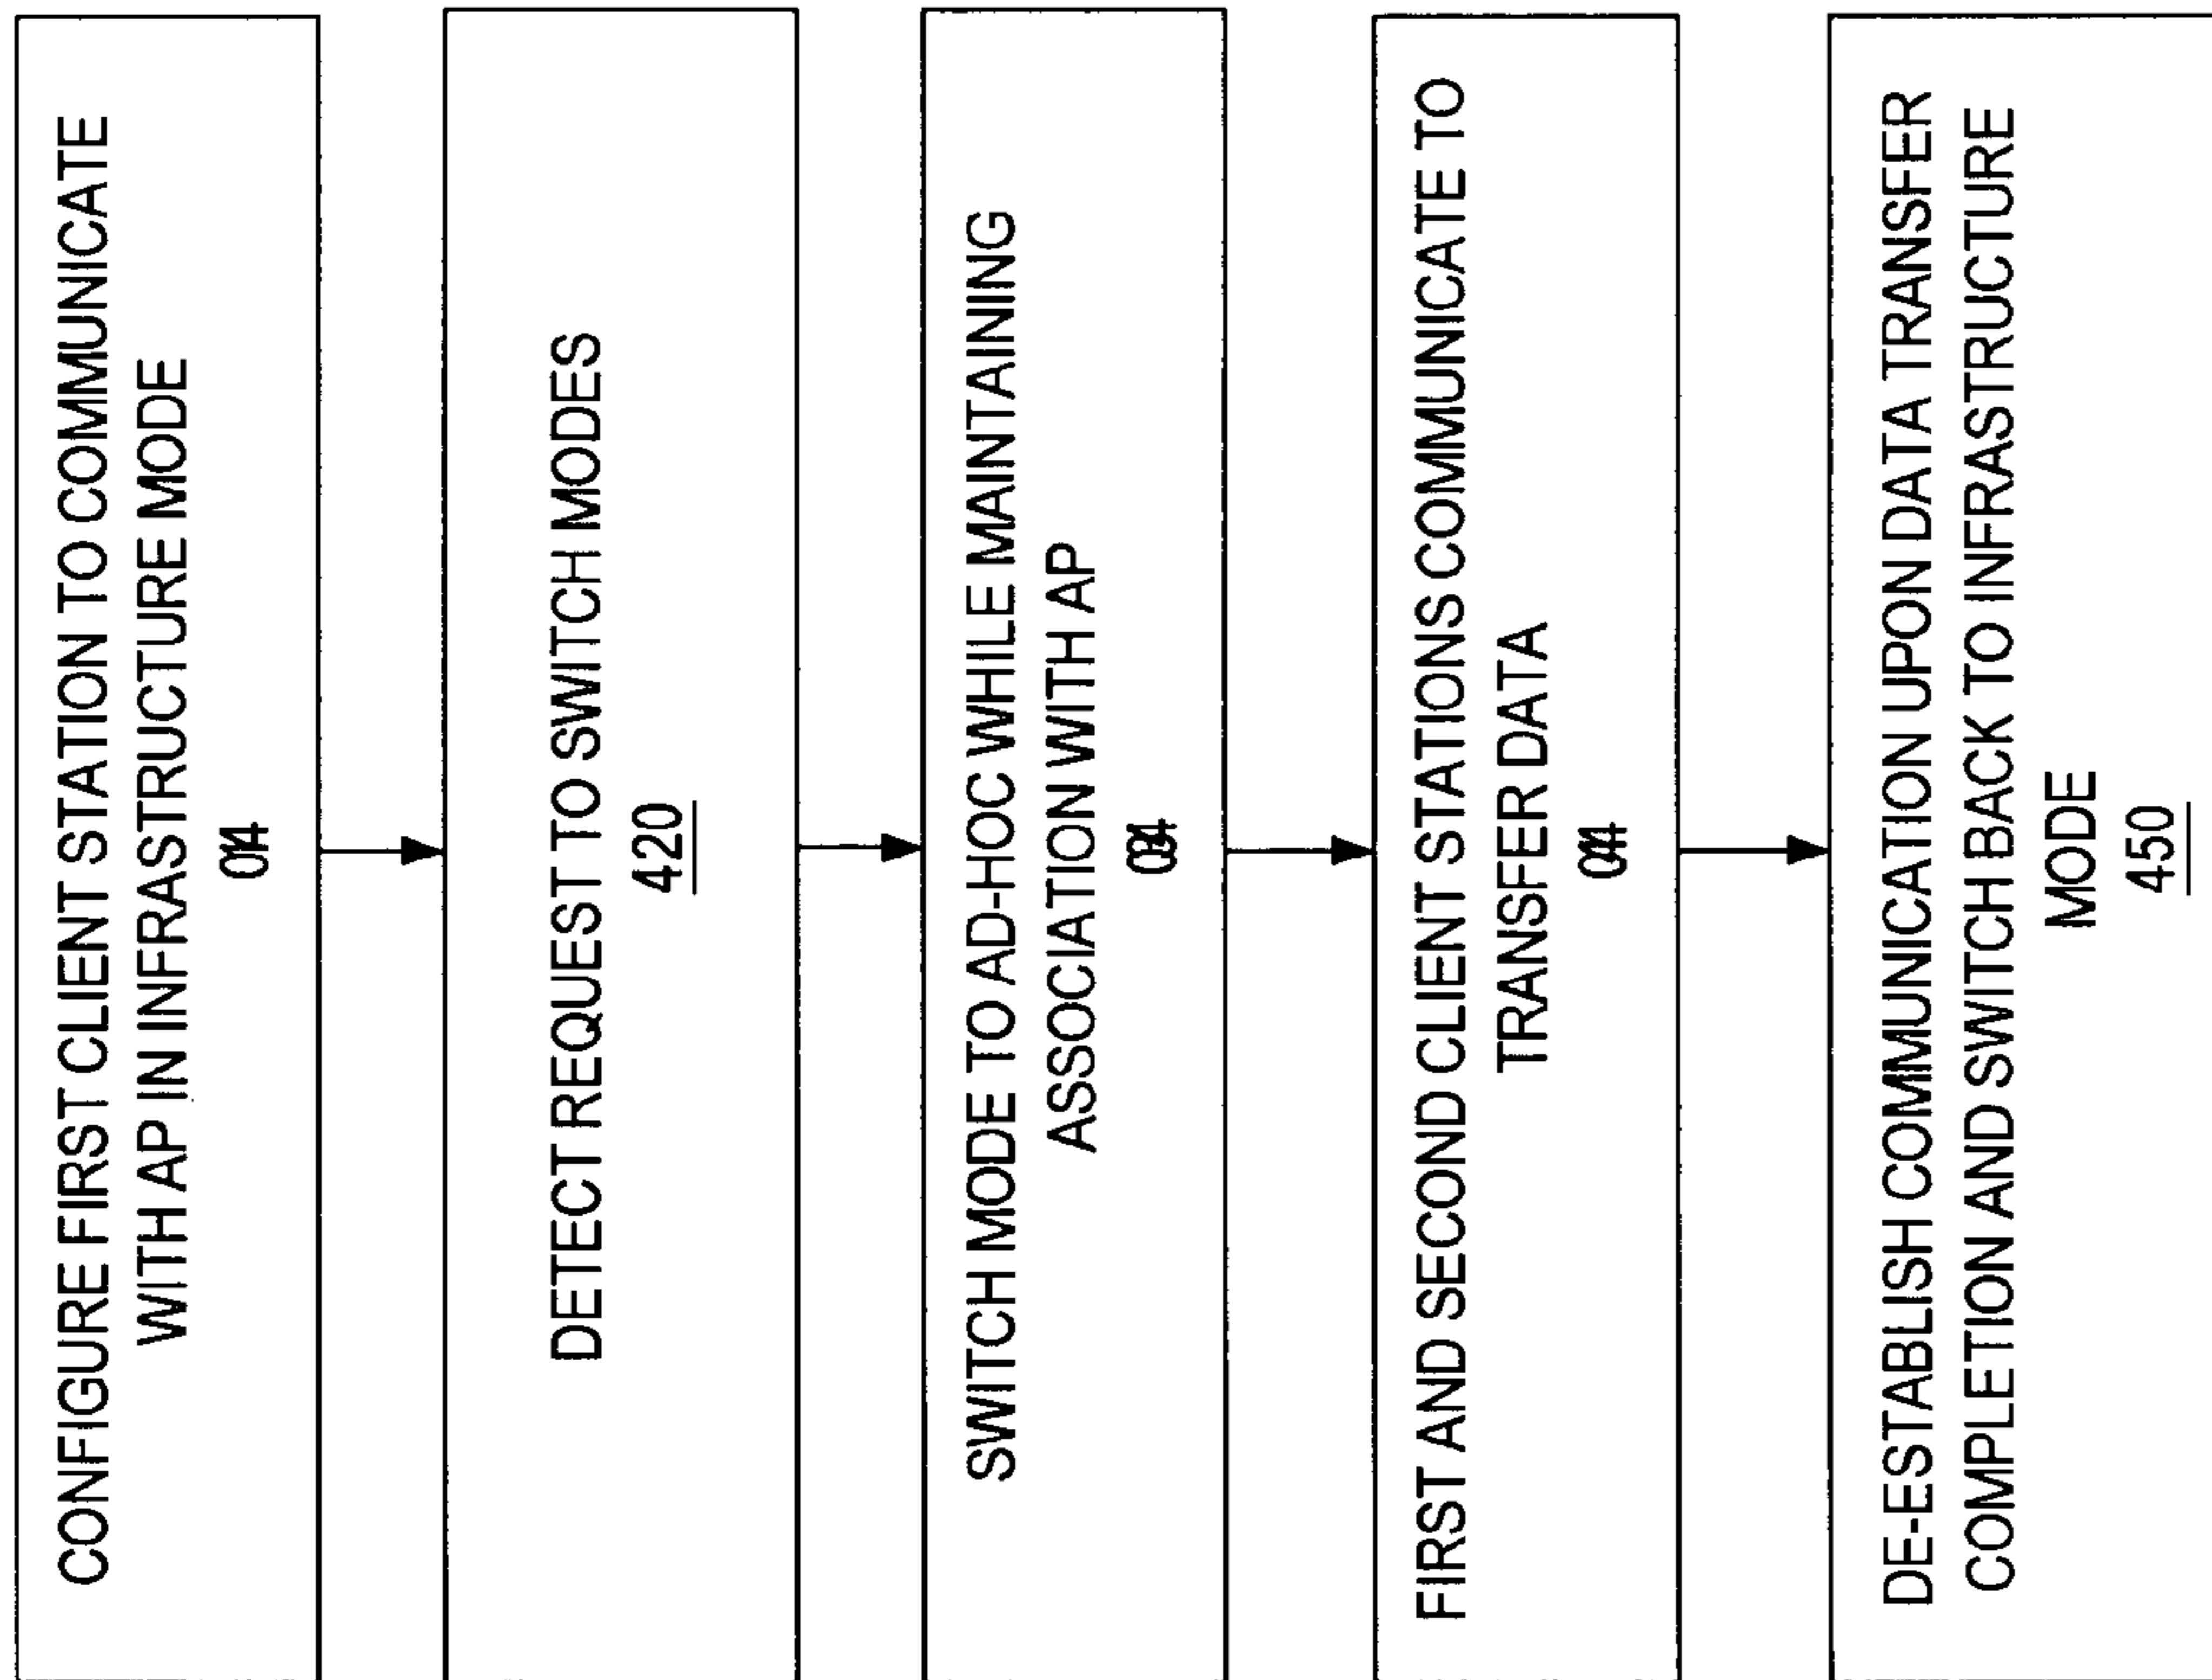 CONFIGURE FIRST CLIENT STATION TO COMMUNICATE
WITH AP IN INFRASTRUCTURE MODE
DETECT REQUEST TO SWITCH MODES
420
SWITCH MODE TO AD-HOC WHILE MAINTAINING
ASSOCIATION WITH AP
FIRST AND SECOND CLIENT STATIONS COMMUNICATE TO
TRANSFER DATA
DE-ESTABLISH COMMUNICATION UPON DATA TRANSFER
COMPLETION AND SWITCH BACK TO INFRASTRUCTURE
MODE
450